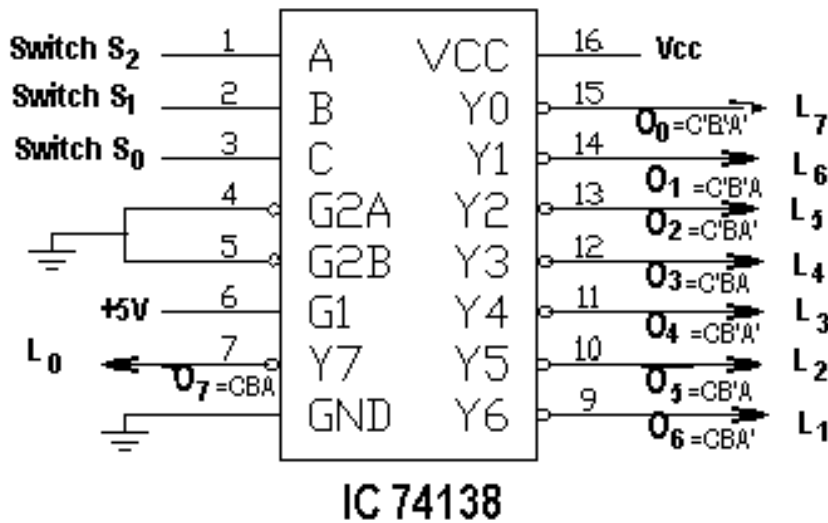 Switch S2 1 A VCC 16 Vcc
Switch S1 2 B Y0 15 O0 =C'B'A' L7
Switch S0 3 C Y1 14 O1 =C'B'A L6
4 G2A Y2 13 O2 =C'BA' L5
5 G2B Y3 12 O3 =C'BA L4
+5V 6 G1 Y4 11 O4 =CB'A' L3
L0 7 O7 =CBA Y7 Y5 10 O5 =CB'A L2
GND Y6 9 O6 =CBA' L1
IC 74138